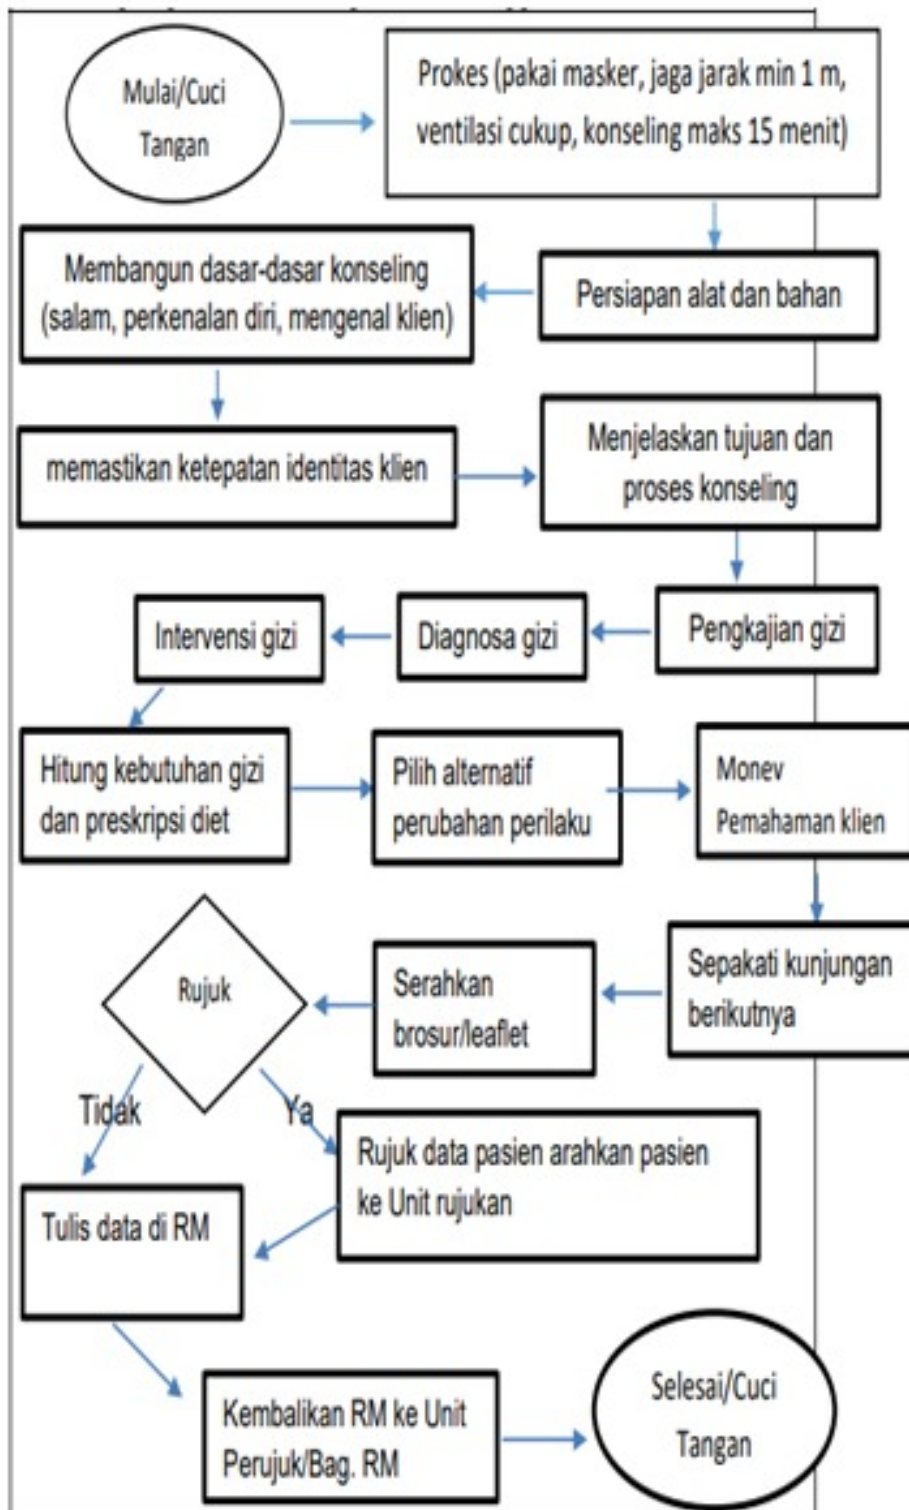 Mulai/Cuci
Tangan
Prokes (pakai masker, jaga jarak min 1 m,
ventilasi cukup, konseling maks 15 menit)
Persiapan alat dan bahan
Membangun dasar-dasar konseling
(salam, perkenalan diri, mengenal klien)
memastikan ketepatan identitas klien
Menjelaskan tujuan dan
proses konseling
Pengkajian gizi
Diagnosa gizi
Intervensi gizi
Hitung kebutuhan gizi
dan preskripsi diet
Pilih alternatif
perubahan perilaku
Monev
Pemahaman klien
Sepakati kunjungan
berikutnya
Serahkan
brosur/leaflet
Rujuk
Tidak
Ya
Rujuk data pasien arahkan pasien
ke Unit rujukan
Tulis data di RM
Kembalikan RM ke Unit
Perujuk/Bag. RM
Selesai/Cuci
Tangan